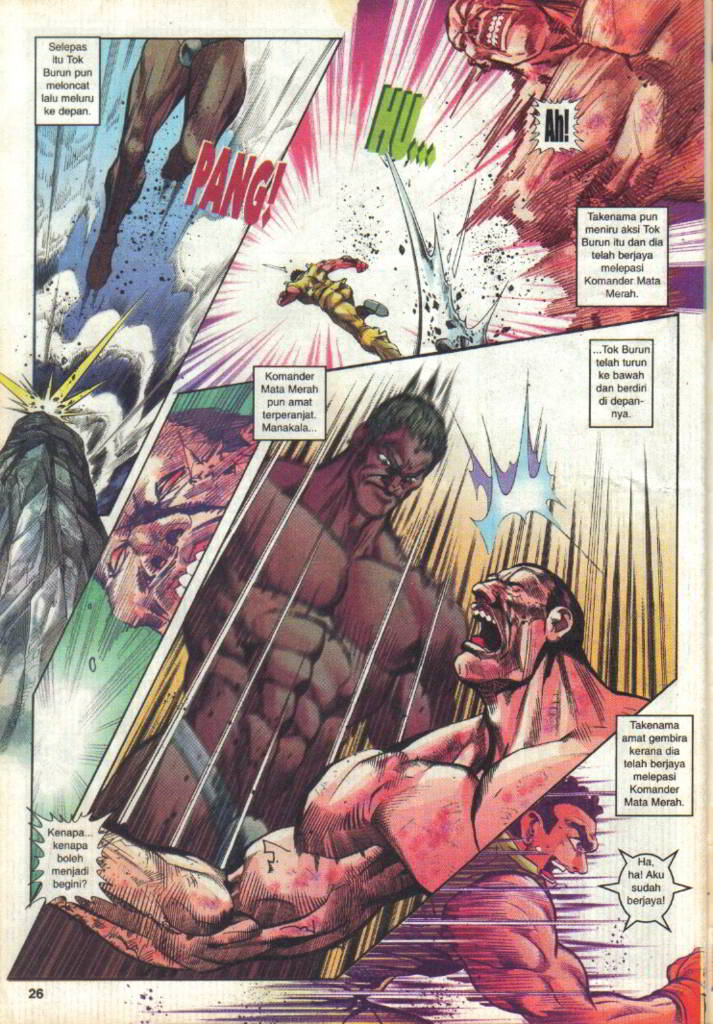 Selepas
itu Tok
Burun pun
meloncat
lalu meluru
ke depan.
PANG!
HU...
Ah!
Takenama pun
meniru aksi Tok
Burun itu dan dia
telah berjaya
melepasi
Komander Mata
Merah.
Komander
Mata Merah
pun amat
terperanjat.
Manakala...
...Tok Burun
telah turun
ke bawah
dan berdiri
di depan-
nya.
Kenapa...
kenapa
boleh
menjadi
begini?
Takenama
amat gembira
kerana dia
telah berjaya
melepasi
Komander
Mata Merah.
Ha,
ha! Aku
sudah
berjaya!
26